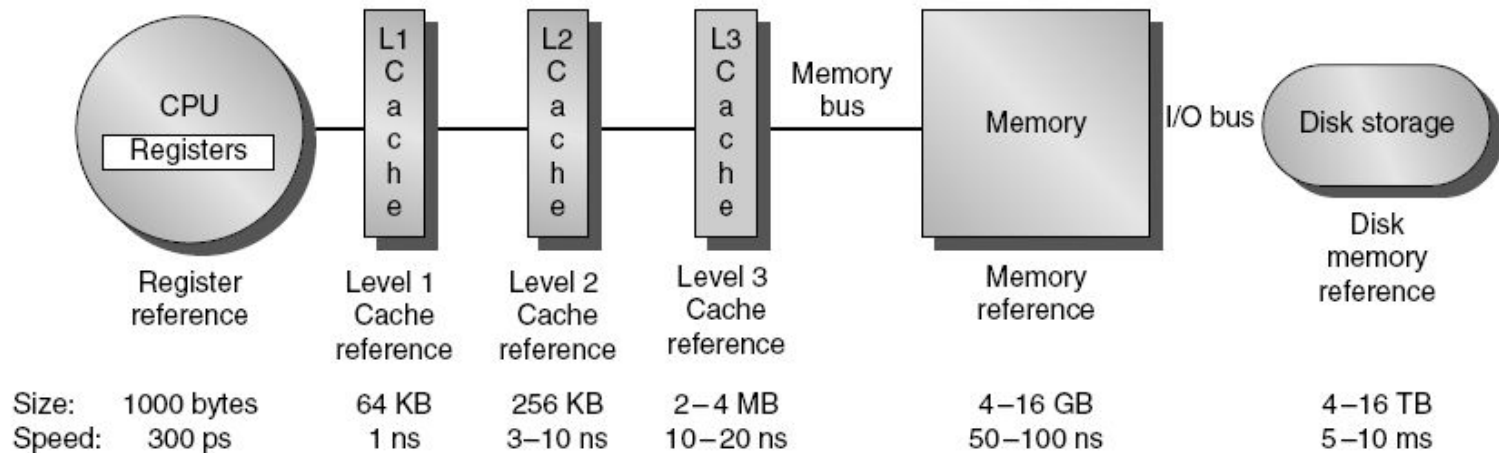 CPU
Registers
L1
C
a
c
h
e
L2
C
a
c
h
e
L3
C
a
c
h
e
Memory
bus
Memory
I/O bus
Disk storage
Register
reference
Level 1
Cache
reference
Level 2
Cache
reference
Level 3
Cache
reference
Memory
reference
Disk
memory
reference
Size: 1000 bytes 64 KB 256 KB 2–4 MB 4–16 GB 4–16 TB
Speed: 300 ps 1 ns 3–10 ns 10–20 ns 50–100 ns 5–10 ms